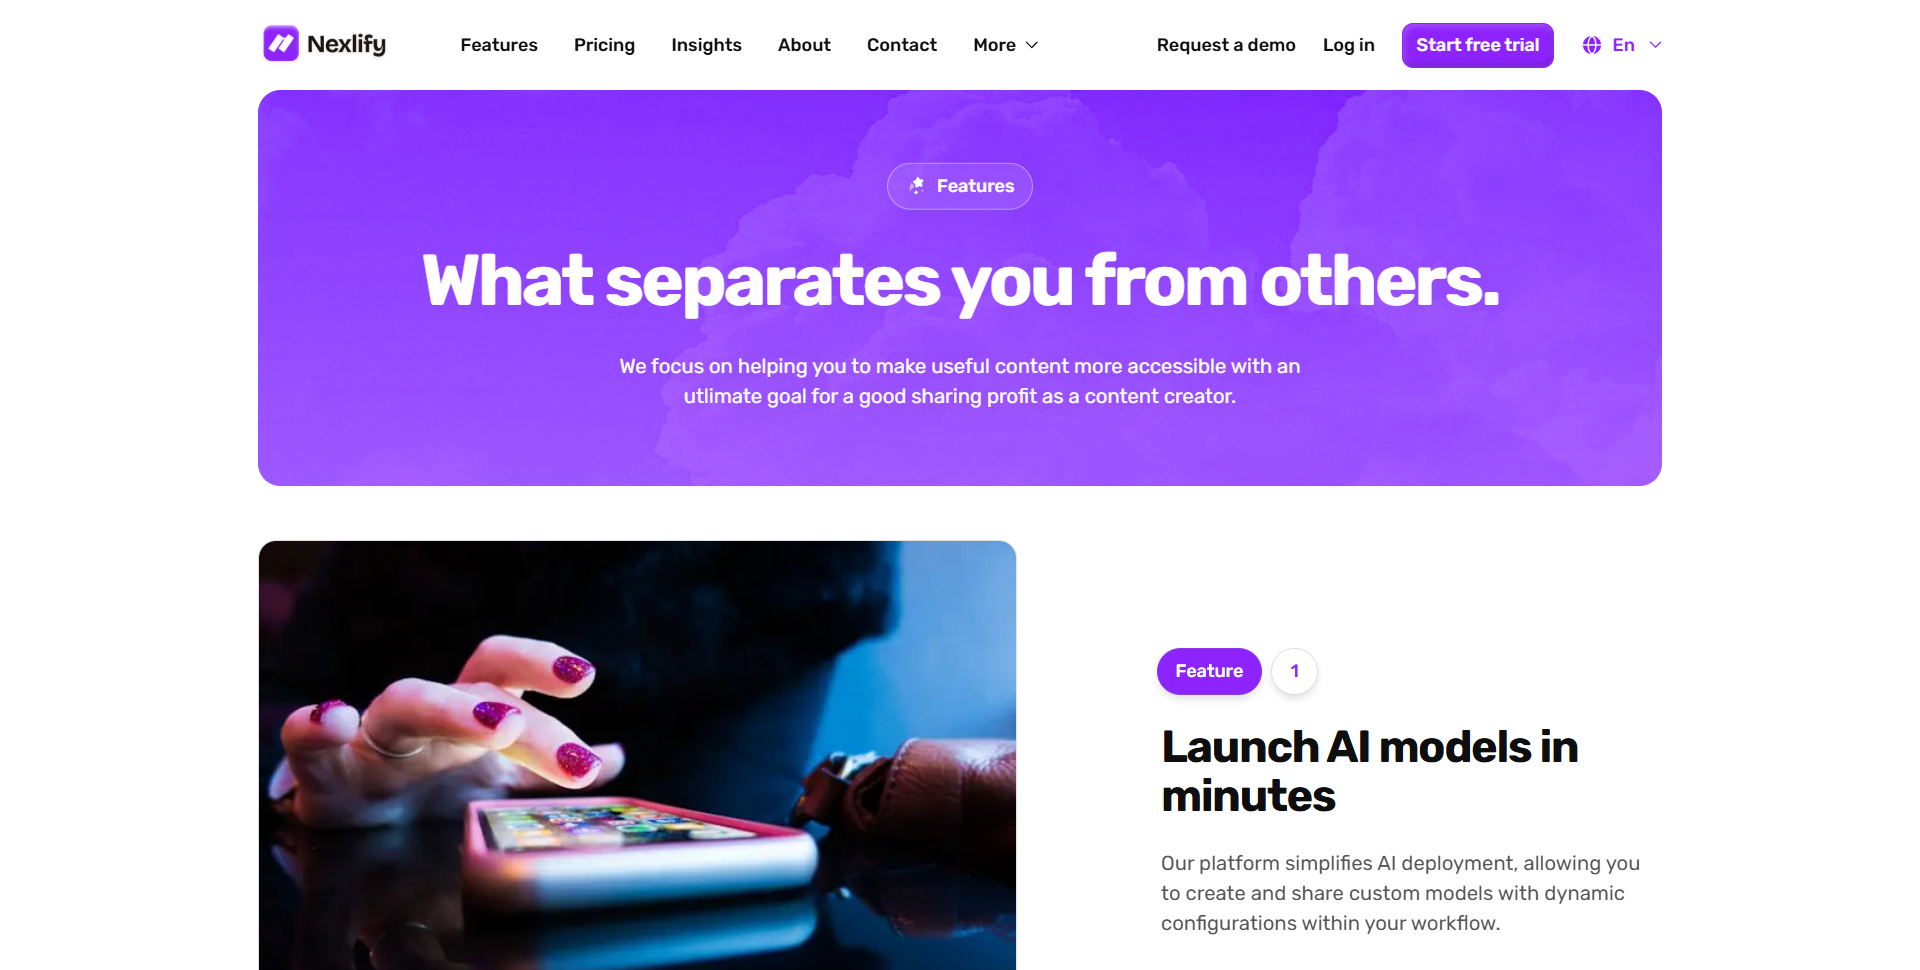 Nexlify
Features
Pricing
Insights
About
Contact
More
Request a demo
Log in
Start free trial
En
Features
What separates you from others.
We focus on helping you to make useful content more accessible with an
utlimate goal for a good sharing profit as a content creator.
Feature
1
Launch AI models in
minutes
Our platform simplifies AI deployment, allowing you
to create and share custom models with dynamic
configurations within your workflow.